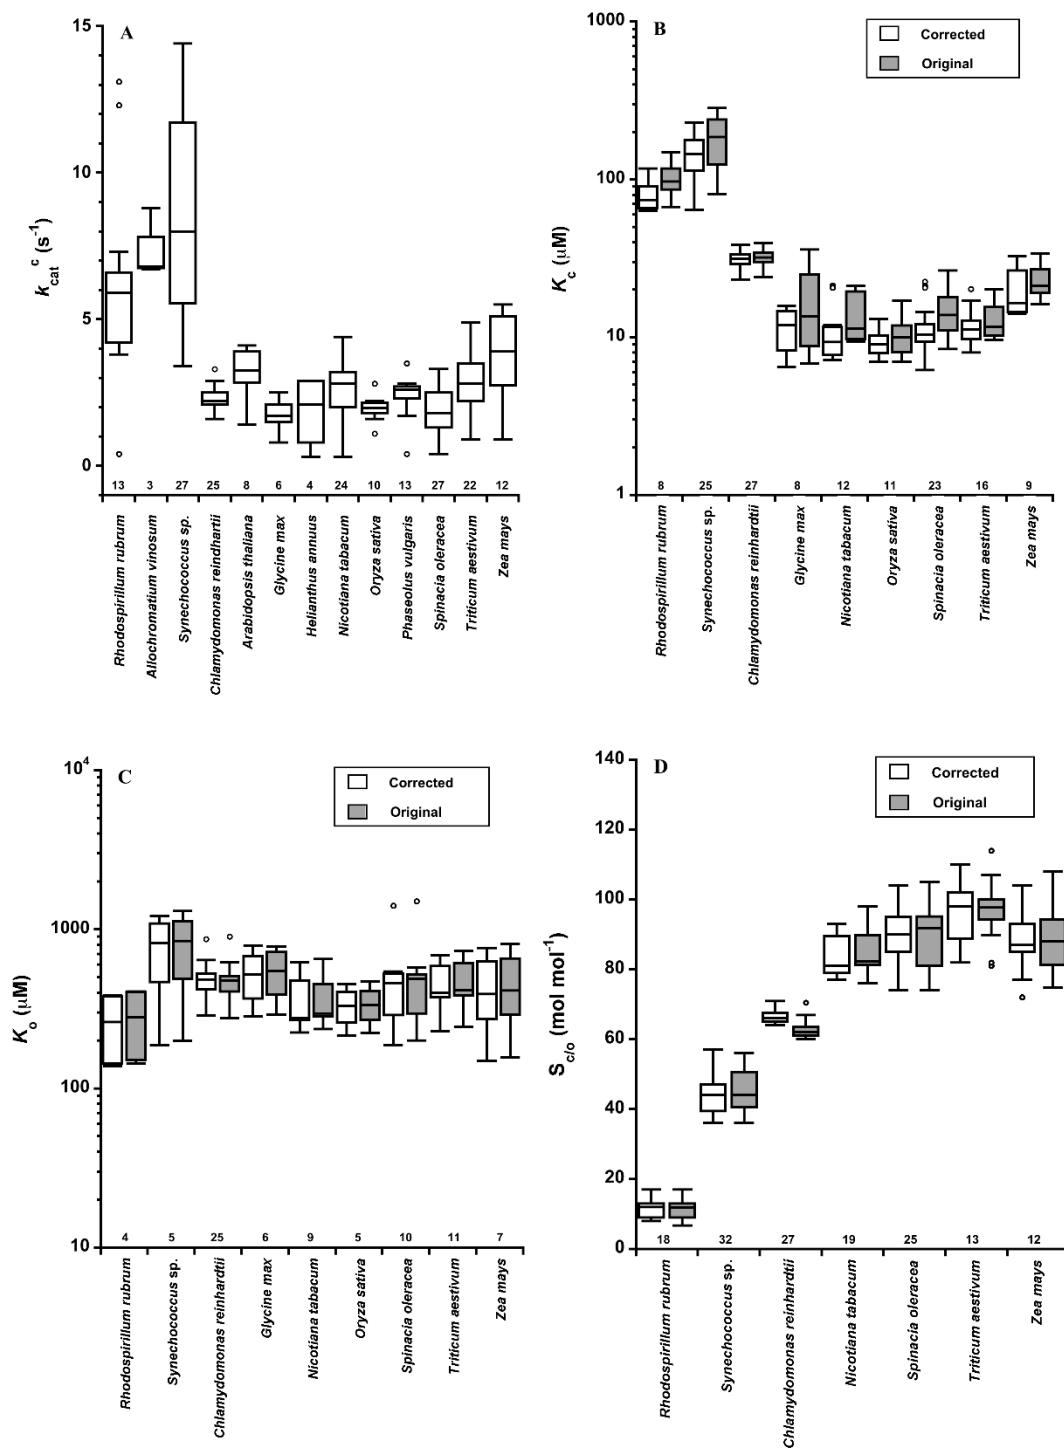 A
15
10
5
0
k_cat^c (s^-1)
13 3 27 25 8 6 4 24 10 13 27 22 12
Rhodospirillum rubrum
Allochromatium vinosum
Synechococcus sp.
Chlamydomonas reindhartii
Arabidopsis thaliana
Glycine max
Helianthus annuus
Nicotiana tabacum
Oryza sativa
Phaseolus vulgaris
Spinacia oleracea
Triticum aestivum
Zea mays
B
Corrected
Original
1000
100
10
1
K_c (μM)
8 25 27 8 12 11 23 16 9
Rhodospirillum rubrum
Synechococcus sp.
Chlamydomonas reinhardtii
Glycine max
Nicotiana tabacum
Oryza sativa
Spinacia oleracea
Triticum aestivum
Zea mays
C
Corrected
Original
10^4
1000
100
10
K_o (μM)
4 5 25 6 9 5 10 11 7
Rhodospirillum rubrum
Synechococcus sp.
Chlamydomonas reinhardtii
Glycine max
Nicotiana tabacum
Oryza sativa
Spinacia oleracea
Triticum aestivum
Zea mays
D
Corrected
Original
140
120
100
80
60
40
20
0
S_c/o (mol mol^-1)
18 32 27 19 25 13 12
Rhodospirillum rubrum
Synechococcus sp.
Chlamydomonas reinhardtii
Nicotiana tabacum
Spinacia oleracea
Triticum aestivum
Zea mays